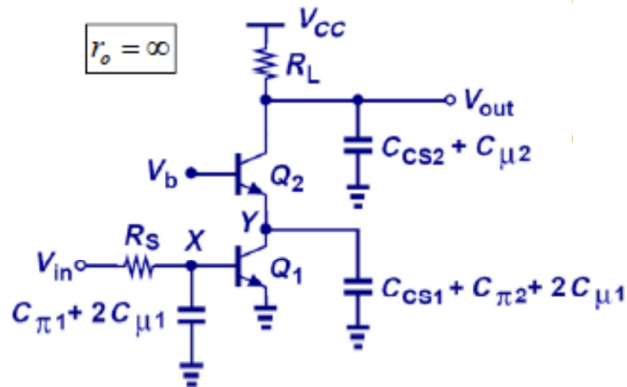 V_CC
r_o = ∞
R_L
V_out
C_CS2 + C_μ2
V_b
Q_2
Y
R_S
X
V_in
Q_1
C_CS1 + C_π2 + 2C_μ1
C_π1 + 2C_μ1